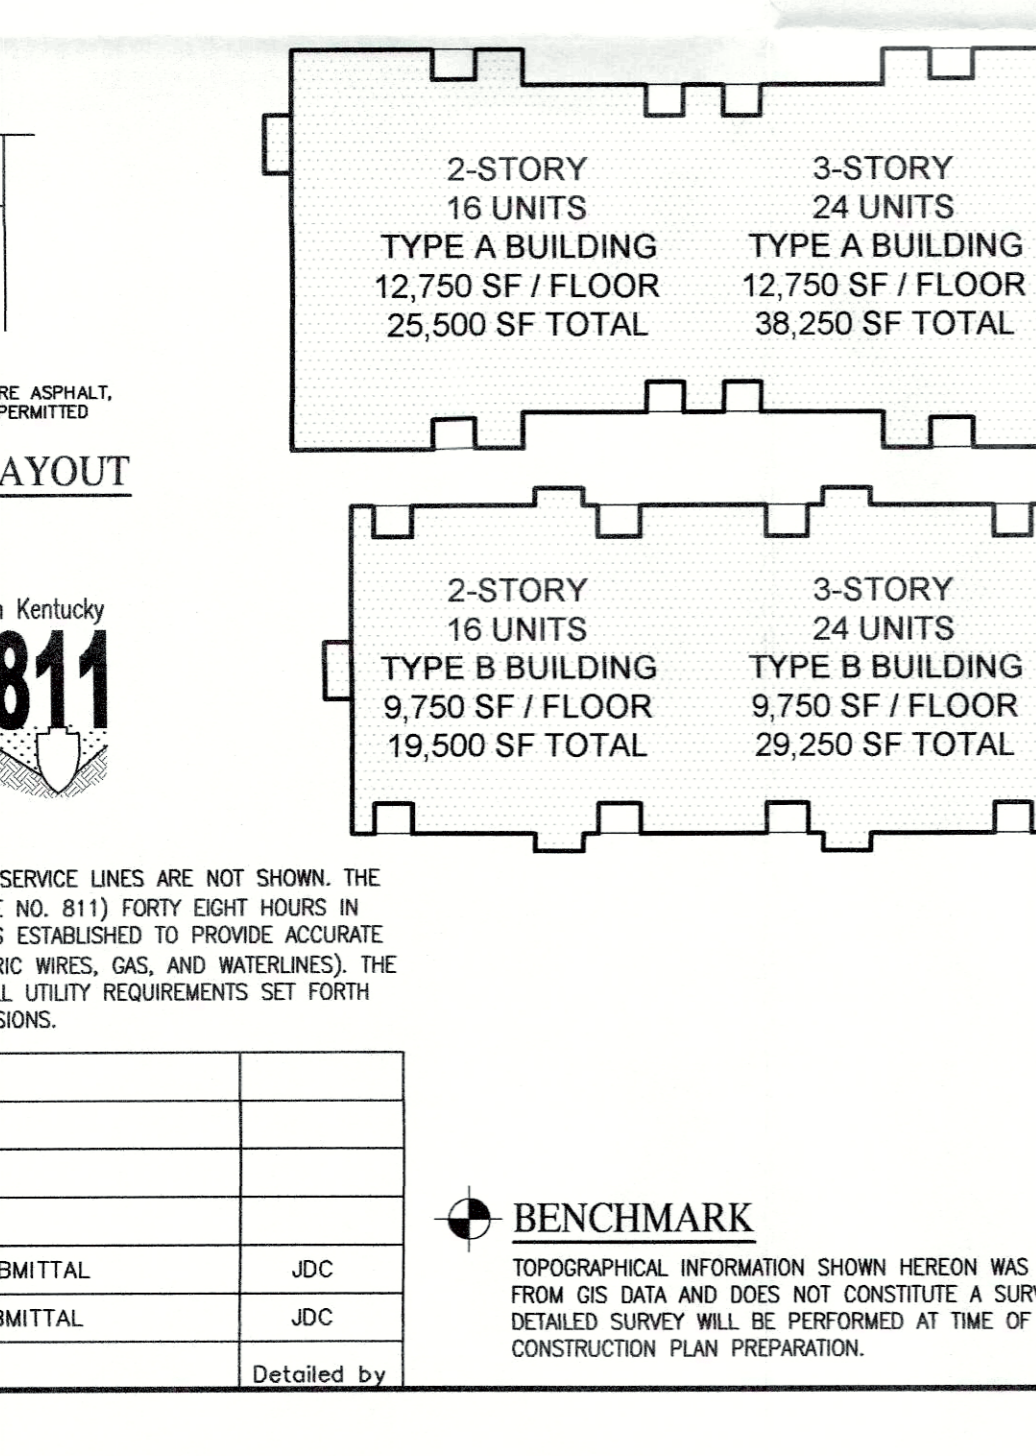 2-STORY
16 UNITS
TYPE A BUILDING
12,750 SF / FLOOR
25,500 SF TOTAL
3-STORY
24 UNITS
TYPE A BUILDING
12,750 SF / FLOOR
38,250 SF TOTAL
RE ASPHALT,
PERMITTED
AYOUT
2-STORY
16 UNITS
TYPE B BUILDING
9,750 SF / FLOOR
19,500 SF TOTAL
3-STORY
24 UNITS
TYPE B BUILDING
9,750 SF / FLOOR
29,250 SF TOTAL
Kentucky
811
SERVICE LINES ARE NOT SHOWN. THE
NO. 811) FORTY EIGHT HOURS IN
ESTABLISHED TO PROVIDE ACCURATE
RIC WIRES, GAS, AND WATERLINES). THE
UTILITY REQUIREMENTS SET FORTH
SIONS.
BMITTAL JDC
BMITTAL JDC
Detailed by
BENCHMARK
TOPOGRAPHICAL INFORMATION SHOWN HEREON WAS
FROM GIS DATA AND DOES NOT CONSTITUTE A SURV
DETAILED SURVEY WILL BE PERFORMED AT TIME OF
CONSTRUCTION PLAN PREPARATION.